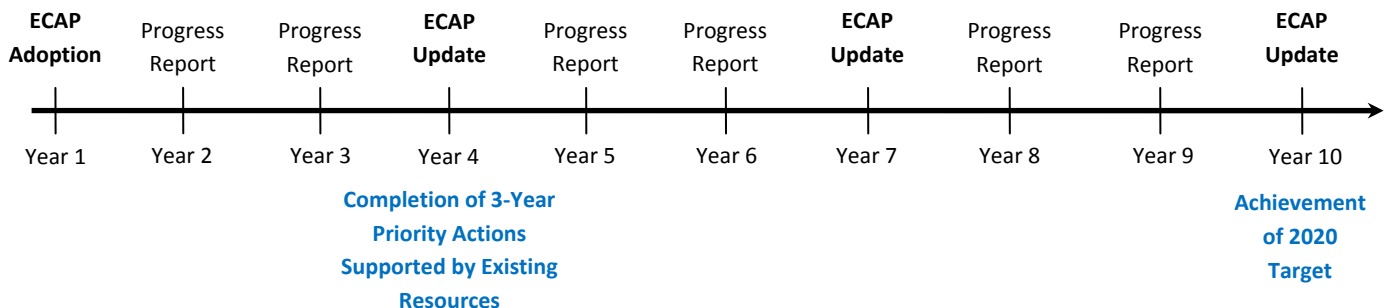 ECAP
Adoption
Progress
Report
Progress
Report
ECAP
Update
Progress
Report
Progress
Report
ECAP
Update
Progress
Report
Progress
Report
ECAP
Update
Year 1
Year 2
Year 3
Year 4
Year 5
Year 6
Year 7
Year 8
Year 9
Year 10
Completion of 3-Year
Priority Actions
Supported by Existing
Resources
Achievement
of 2020
Target